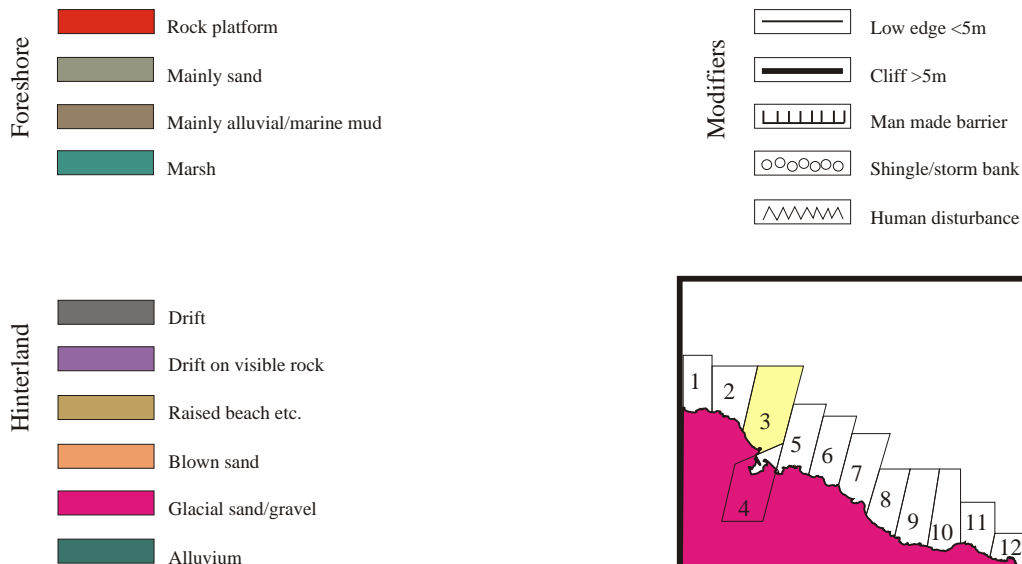 Foreshore
Rock platform
Mainly sand
Mainly alluvial/marine mud
Marsh
Hinterland
Drift
Drift on visible rock
Raised beach etc.
Blown sand
Glacial sand/gravel
Alluvium
Modifiers
Low edge <5m
Cliff >5m
Man made barrier
Shingle/storm bank
Human disturbance
1
2
3
4
5
6
7
8
9
10
11
12